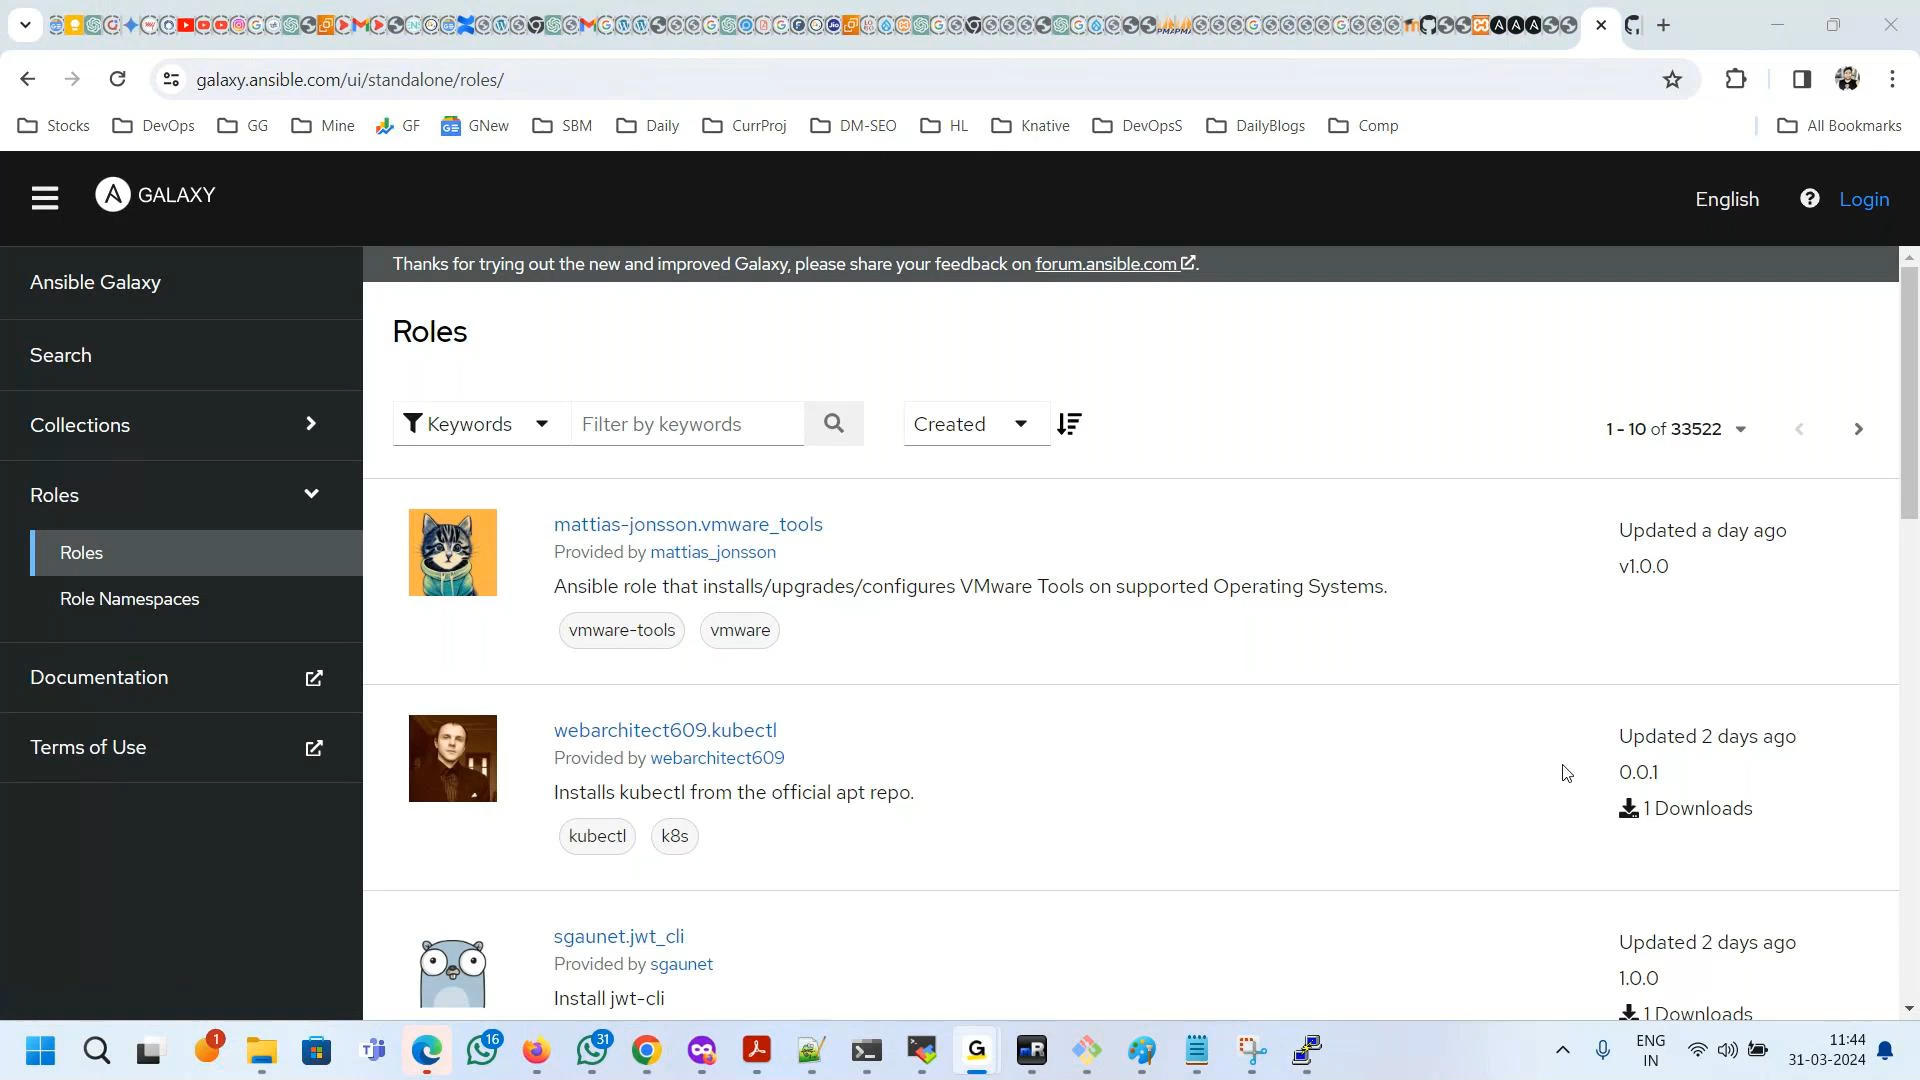 galaxy.ansible.com/ui/standalone/roles/
Stocks
DevOps
GG
Mine
GF
GNew
SBM
Daily
CurrProj
DM-SEO
HL
Knative
DevOpsS
DailyBlogs
Comp
All Bookmarks
A GALAXY
English
Login
Ansible Galaxy
Search
Collections
Roles
Roles
Role Namespaces
Documentation
Terms of Use
Thanks for trying out the new and improved Galaxy, please share your feedback on forum.ansible.com.
Roles
Keywords
Filter by keywords
Created
1 - 10 of 33522
mattias-jonsson.vmware_tools
Provided by mattias_jonsson
Ansible role that installs/upgrades/configures VMware Tools on supported Operating Systems.
vmware-tools
vmware
Updated a day ago
v1.0.0
webarchitect609.kubectl
Provided by webarchitect609
Installs kubectl from the official apt repo.
kubectl
k8s
Updated 2 days ago
0.0.1
1 Downloads
sgaunet.jwt_cli
Provided by sgaunet
Install jwt-cli
Updated 2 days ago
1.0.0
1 Downloads
1
16
31
G
R
ENG
IN
11:44
31-03-2024